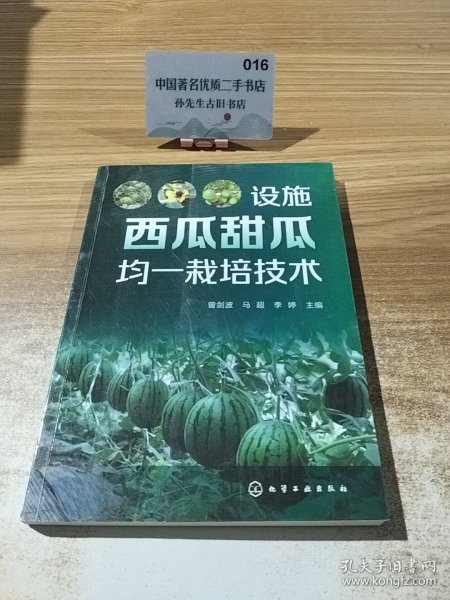 016
中国著名优质二手书店
孙先生古旧书店
设施
西瓜甜瓜
均一栽培技术
曾剑波 马超 李婷 主编
化学工业出版社
孔夫子旧书网
www.kongfz.com